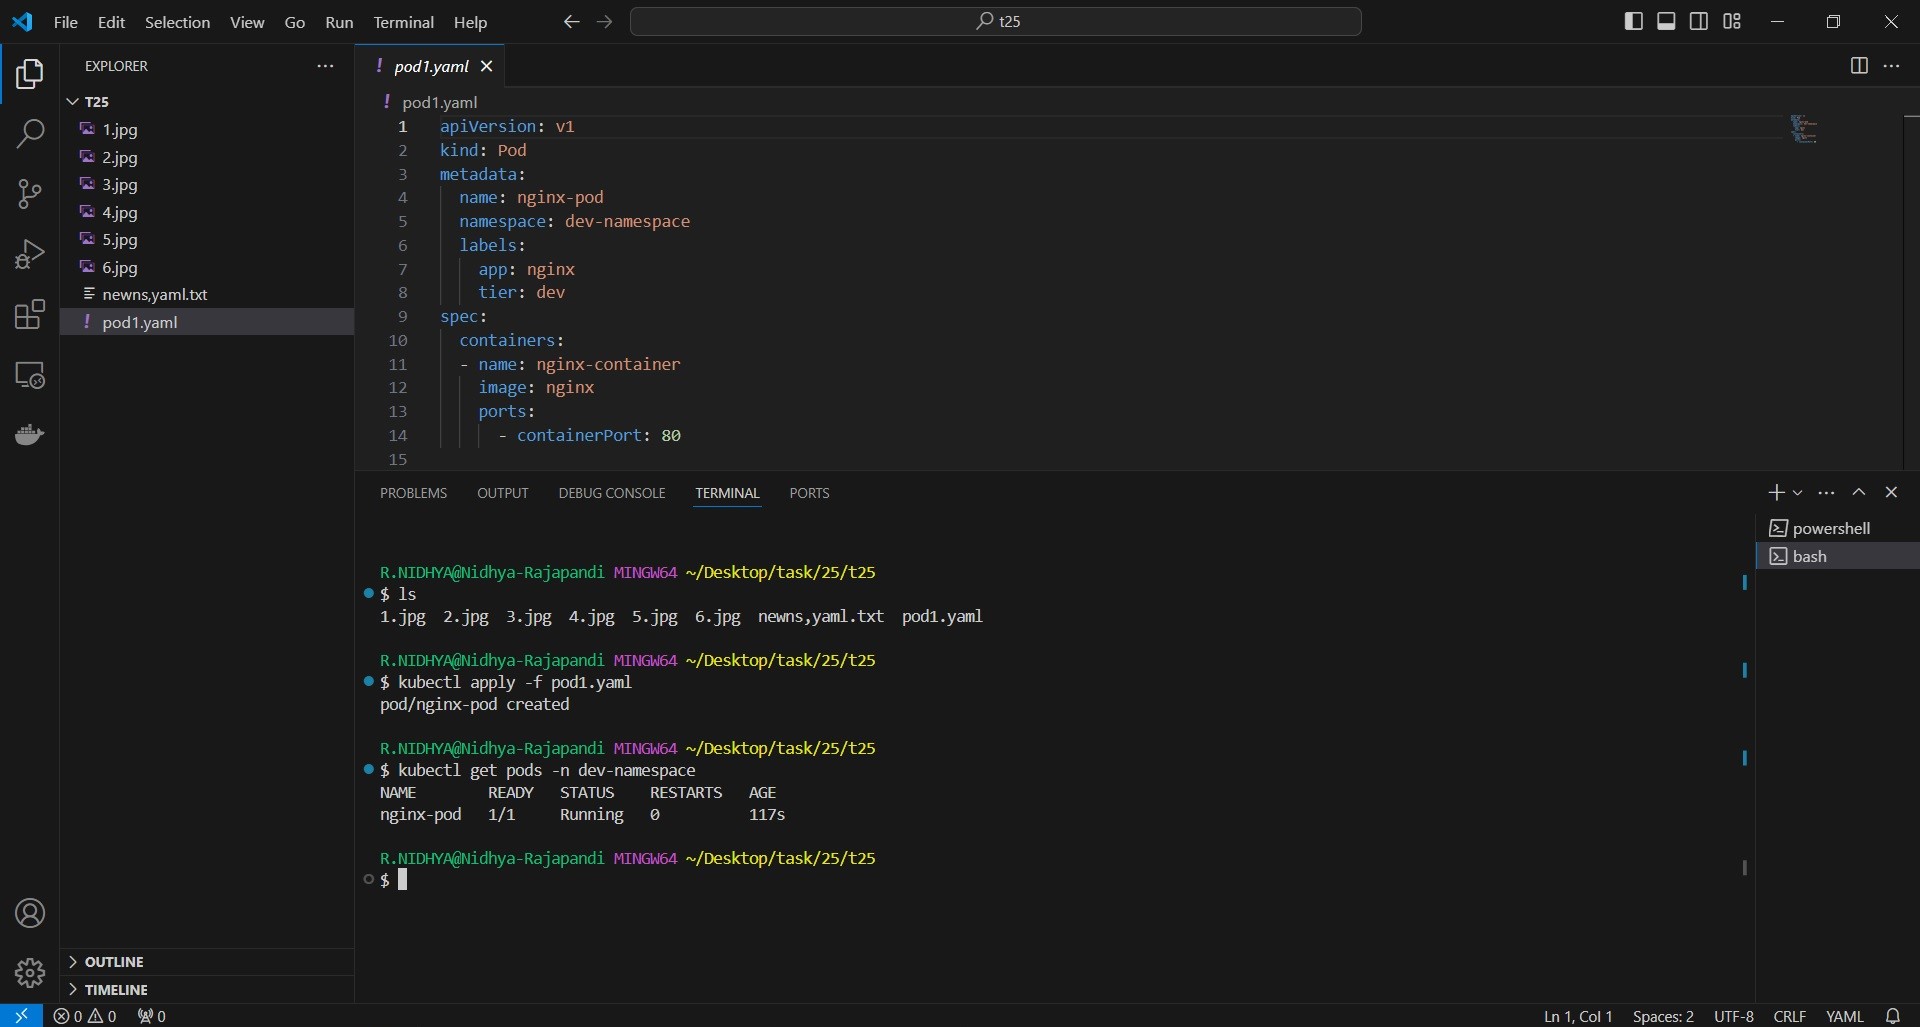 File Edit Selection View Go Run Terminal Help
t25
EXPLORER
T25
1.jpg
2.jpg
3.jpg
4.jpg
5.jpg
6.jpg
newns,yaml.txt
! pod1.yaml
OUTLINE
TIMELINE
! pod1.yaml
! pod1.yaml
1 apiVersion: v1
2 kind: Pod
3 metadata:
4 name: nginx-pod
5 namespace: dev-namespace
6 labels:
7 app: nginx
8 tier: dev
9 spec:
10 containers:
11 - name: nginx-container
12 image: nginx
13 ports:
14 - containerPort: 80
15
PROBLEMS OUTPUT DEBUG CONSOLE TERMINAL PORTS
R.NIDHYA@Nidhya-Rajapandi MINGW64 ~/Desktop/task/25/t25
$ ls
1.jpg 2.jpg 3.jpg 4.jpg 5.jpg 6.jpg newns,yaml.txt pod1.yaml
R.NIDHYA@Nidhya-Rajapandi MINGW64 ~/Desktop/task/25/t25
$ kubectl apply -f pod1.yaml
pod/nginx-pod created
R.NIDHYA@Nidhya-Rajapandi MINGW64 ~/Desktop/task/25/t25
$ kubectl get pods -n dev-namespace
NAME READY STATUS RESTARTS AGE
nginx-pod 1/1 Running 0 117s
R.NIDHYA@Nidhya-Rajapandi MINGW64 ~/Desktop/task/25/t25
$
powershell
bash
0 0 0
Ln 1, Col 1 Spaces: 2 UTF-8 CRLF YAML